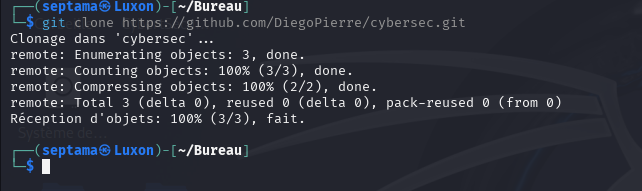 ┌──(septama㉿Luxon)-[~/Bureau]
└─$ git clone https://github.com/DiegoPierre/cybersec.git
Clonage dans 'cybersec'...
remote: Enumerating objects: 3, done.
remote: Counting objects: 100% (3/3), done.
remote: Compressing objects: 100% (2/2), done.
remote: Total 3 (delta 0), reused 0 (delta 0), pack-reused 0 (from 0)
Réception d'objets: 100% (3/3), fait.
Système de...
┌──(septama㉿Luxon)-[~/Bureau]
└─$